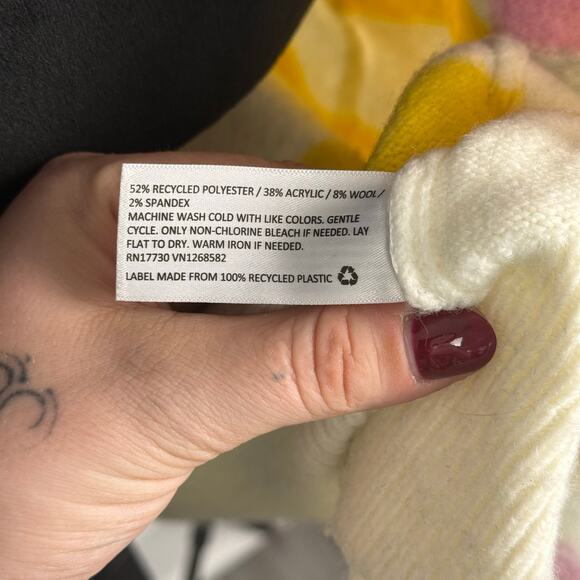 52% RECYCLED POLYESTER / 38% ACRYLIC / 8% WOOL /
2% SPANDEX
MACHINE WASH COLD WITH LIKE COLORS. GENTLE
CYCLE. ONLY NON-CHLORINE BLEACH IF NEEDED. LAY
FLAT TO DRY. WARM IRON IF NEEDED.
RN17730 VN1268582
LABEL MADE FROM 100% RECYCLED PLASTIC